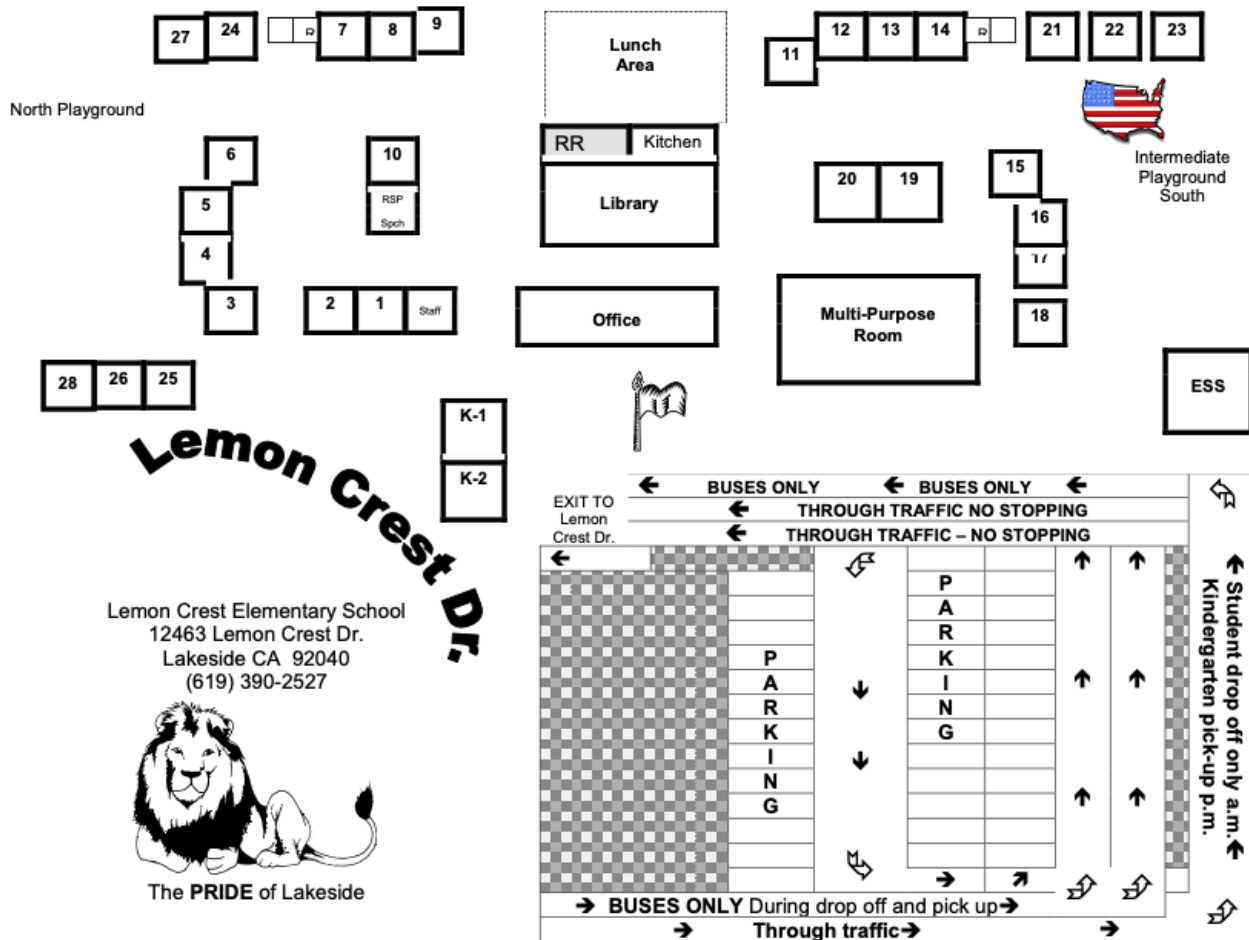 27
24
R
7
8
9
Lunch
Area
11
12
13
14
R
21
22
23
North Playground
6
10
RR
Kitchen
20
19
15
Intermediate
Playground
South
5
RSP
Spch
Library
16
4
17
3
2
1
Staff
Office
Multi-Purpose
Room
18
28
26
25
ESS
K-1
K-2
Lemon Crest Dr.
BUSES ONLY
BUSES ONLY
THROUGH TRAFFIC NO STOPPING
THROUGH TRAFFIC – NO STOPPING
EXIT TO
Lemon
Crest Dr.
PARKING
PARKING
Student drop off only a.m.
Kindergarten pick-up p.m.
Lemon Crest Elementary School
12463 Lemon Crest Dr.
Lakeside CA 92040
(619) 390-2527
The PRIDE of Lakeside
BUSES ONLY During drop off and pick up
Through traffic